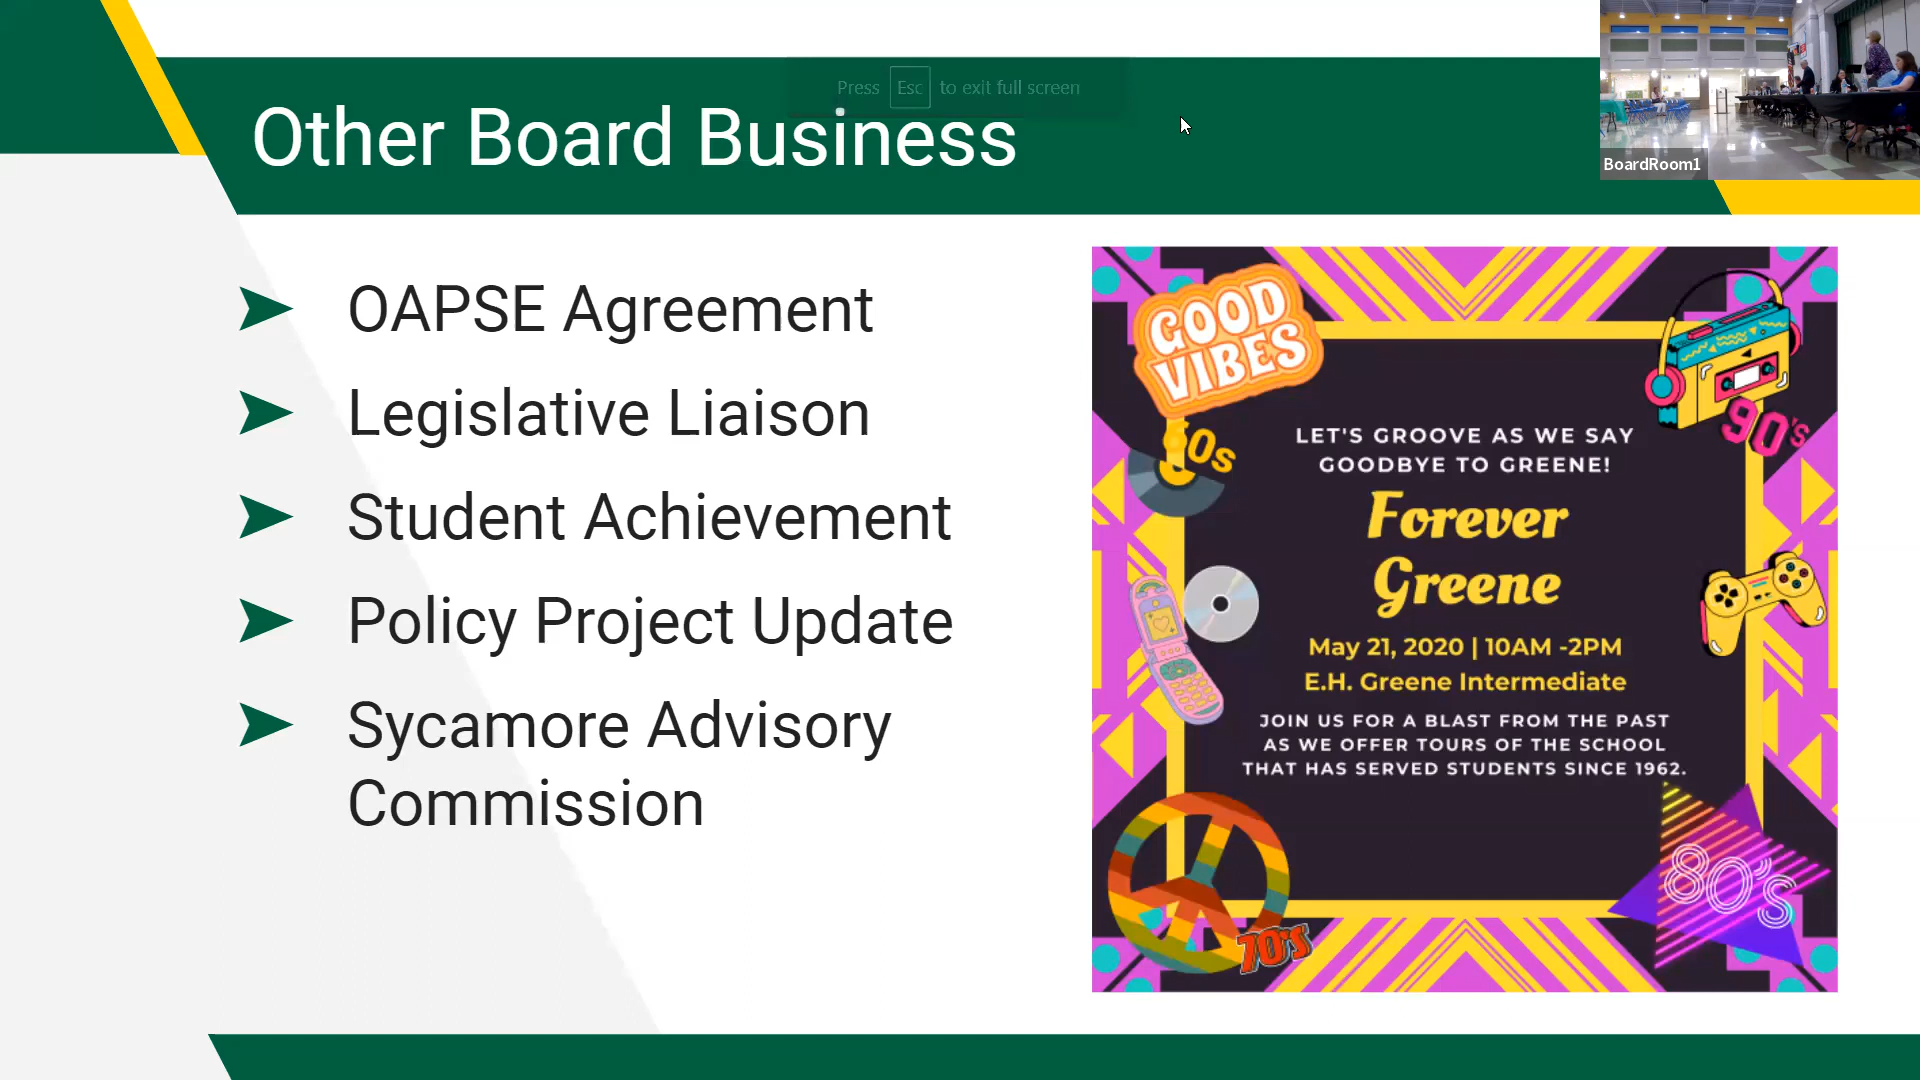 Press Esc to exit full screen
BoardRoom1
Other Board Business
OAPSE Agreement
Legislative Liaison
Student Achievement
Policy Project Update
Sycamore Advisory
Commission
GOOD
VIBES
60s
90's
LET'S GROOVE AS WE SAY
GOODBYE TO GREENE!
Forever
Greene
May 21, 2020 | 10AM -2PM
E.H. Greene Intermediate
JOIN US FOR A BLAST FROM THE PAST
AS WE OFFER TOURS OF THE SCHOOL
THAT HAS SERVED STUDENTS SINCE 1962.
70's
80's